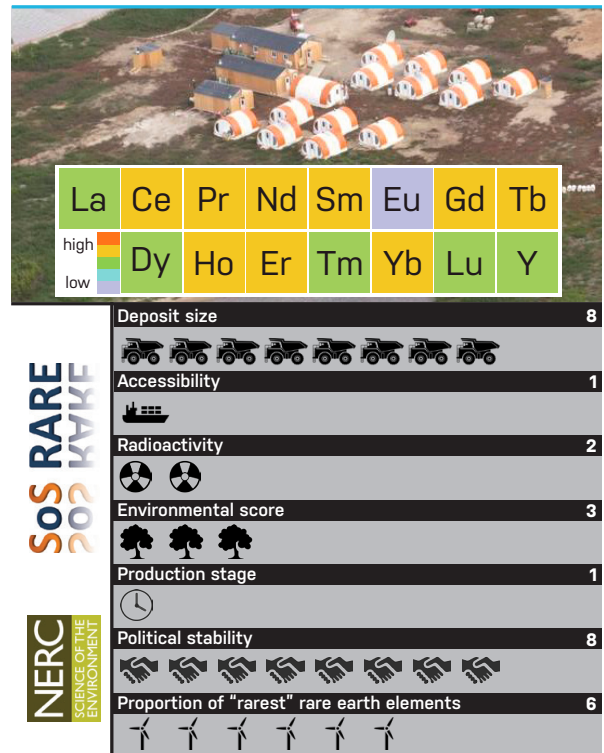 La Ce Pr Nd Sm Eu Gd Tb
high
low
Dy Ho Er Tm Yb Lu Y
Deposit size 8
Accessibility 1
Radioactivity 2
Environmental score 3
Production stage 1
Political stability 8
Proportion of “rarest” rare earth elements 6
SoS RARE
NERC
SCIENCE OF THE
ENVIRONMENT